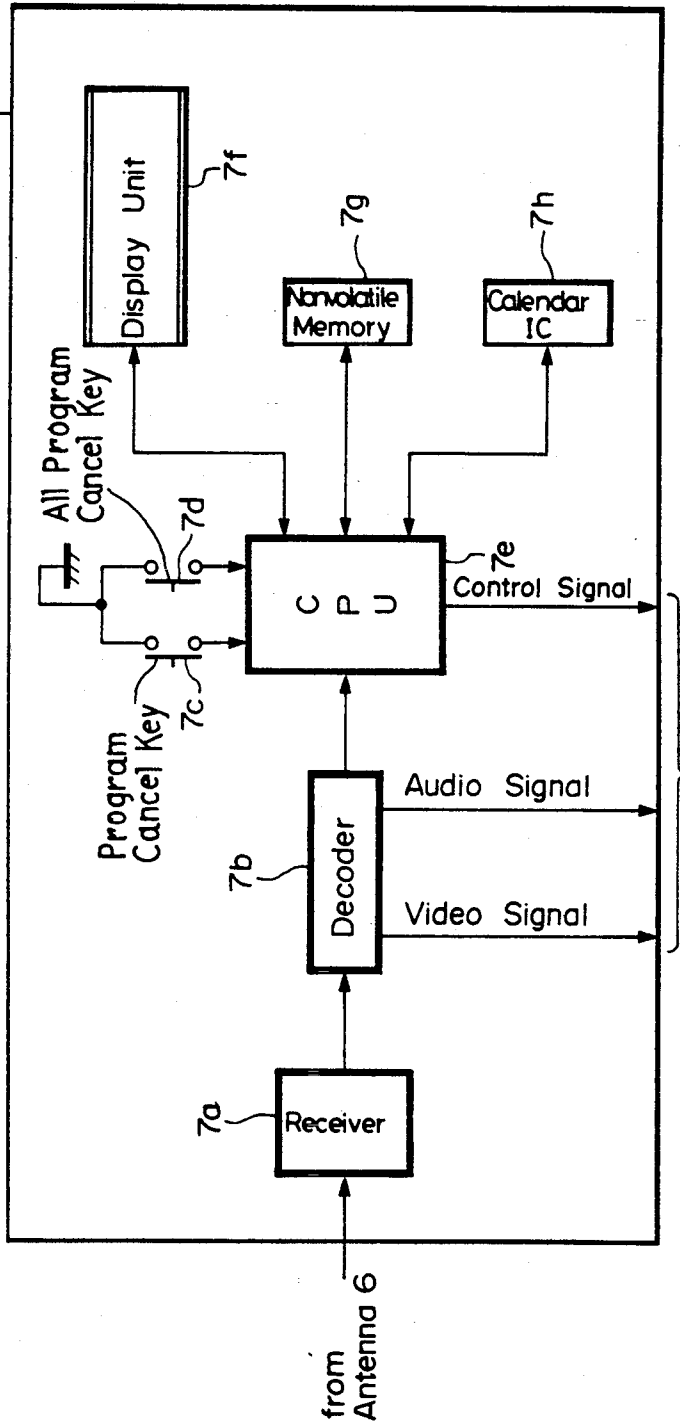 All Program
Cancel Key
7d
Program
Cancel Key
7c
Display Unit
7f
Nonvolatile
Memory
7g
Calendar
IC
7h
C P U
7e
Control Signal
Decoder
7b
Audio Signal
Video Signal
Receiver
7a
from
Antenna 6